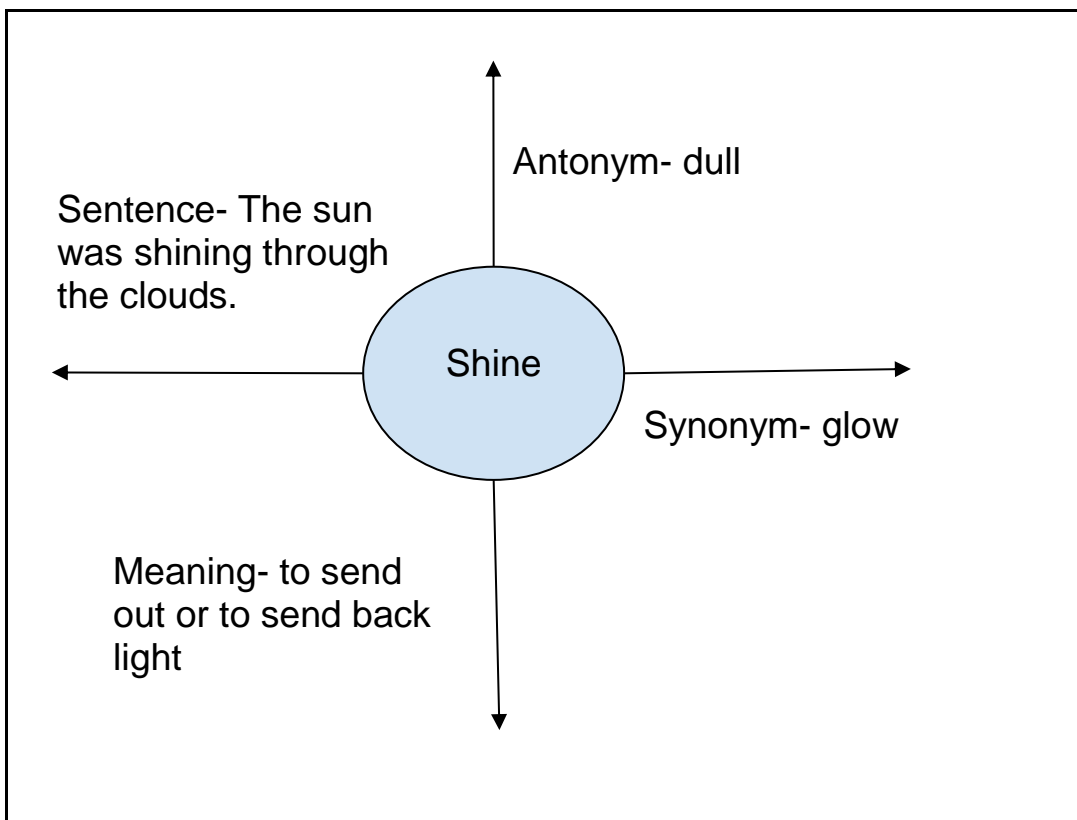 Antonym- dull
Sentence- The sun
was shining through
the clouds.
Shine
Synonym- glow
Meaning- to send
out or to send back
light